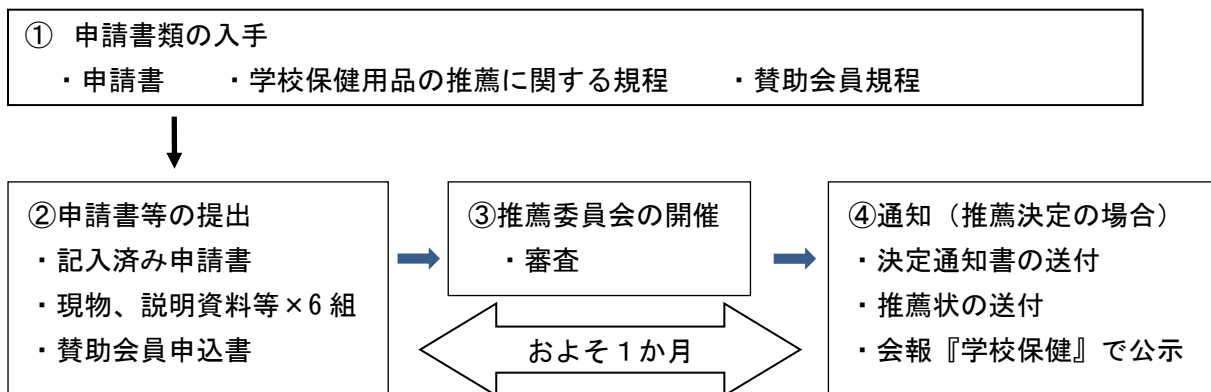 ① 申請書類の入手
・申請書　・学校保健用品の推薦に関する規程　・賛助会員規程
②申請書等の提出
・記入済み申請書
・現物、説明資料等×6組
・賛助会員申込書
③推薦委員会の開催
・審査
およそ1か月
④通知（推薦決定の場合）
・決定通知書の送付
・推薦状の送付
・会報『学校保健』で公示